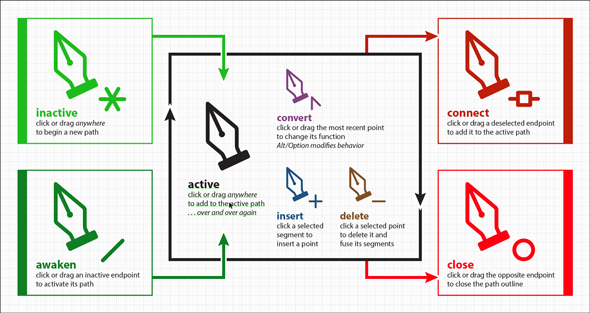 inactive
click or drag anywhere
to begin a new path
awaken
click or drag an inactive endpoint
to activate its path
active
click or drag anywhere
to add to the active path
… over and over again
convert
click or drag the most recent point
to change its function
Alt/Option modifies behavior
insert
click a selected
segment to
insert a point
delete
click a selected point
to delete it and
fuse its segments
connect
click or drag a deselected endpoint
to add it to the active path
close
click or drag the opposite endpoint
to close the path outline